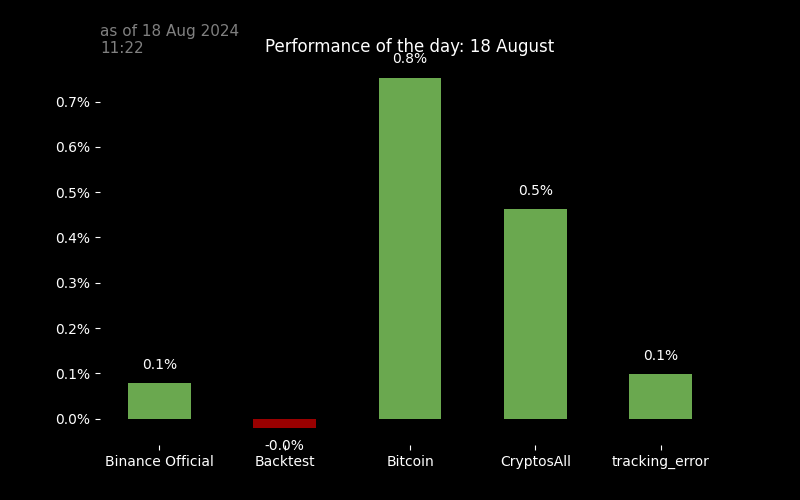 as of 18 Aug 2024
11:22
Performance of the day: 18 August
0.8%
0.7%
0.6%
0.5%
0.5%
0.4%
0.3%
0.2%
0.1%
0.1%
0.1%
0.0%
-0.0%
Binance Official
Backtest
Bitcoin
CryptosAll
tracking_error